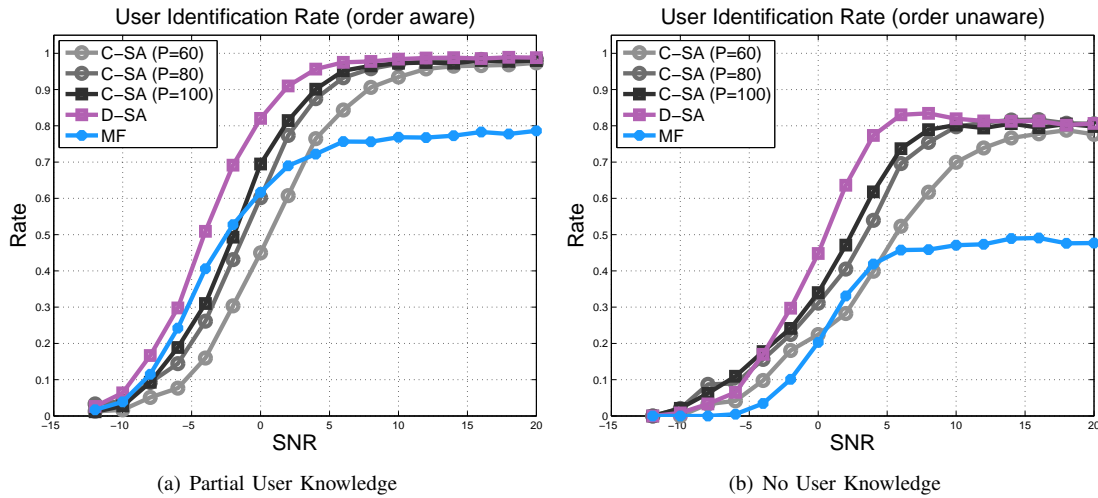 User Identification Rate (order aware)
C−SA (P=60)
C−SA (P=80)
C−SA (P=100)
D−SA
MF
1
0.9
0.8
0.7
0.6
0.5
0.4
0.3
0.2
0.1
0
Rate
−15 −10 −5 0 5 10 15 20
SNR
(a) Partial User Knowledge
User Identification Rate (order unaware)
C−SA (P=60)
C−SA (P=80)
C−SA (P=100)
D−SA
MF
1
0.9
0.8
0.7
0.6
0.5
0.4
0.3
0.2
0.1
0
Rate
−15 −10 −5 0 5 10 15 20
SNR
(b) No User Knowledge